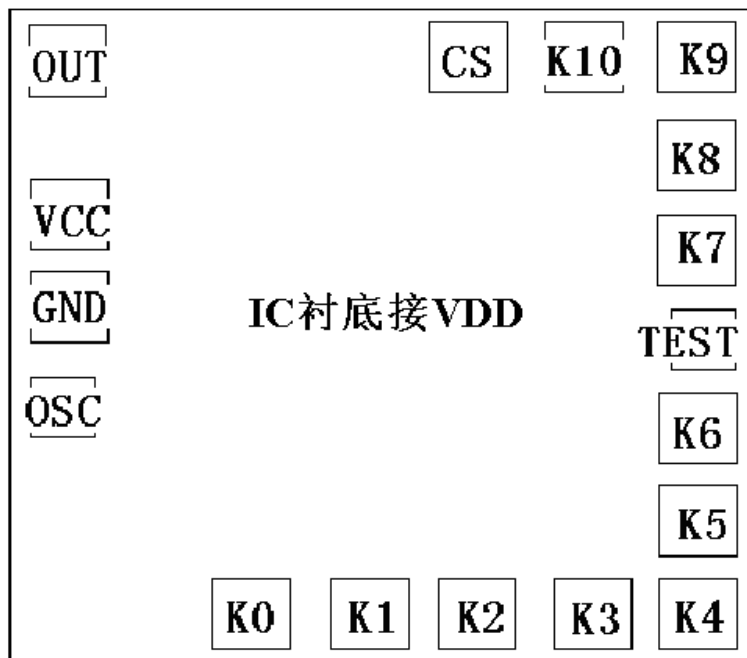 OUT CS K10 K9
K8
VCC K7
GND IC衬底接VDD TEST
OSC K6
K5
K0 K1 K2 K3 K4